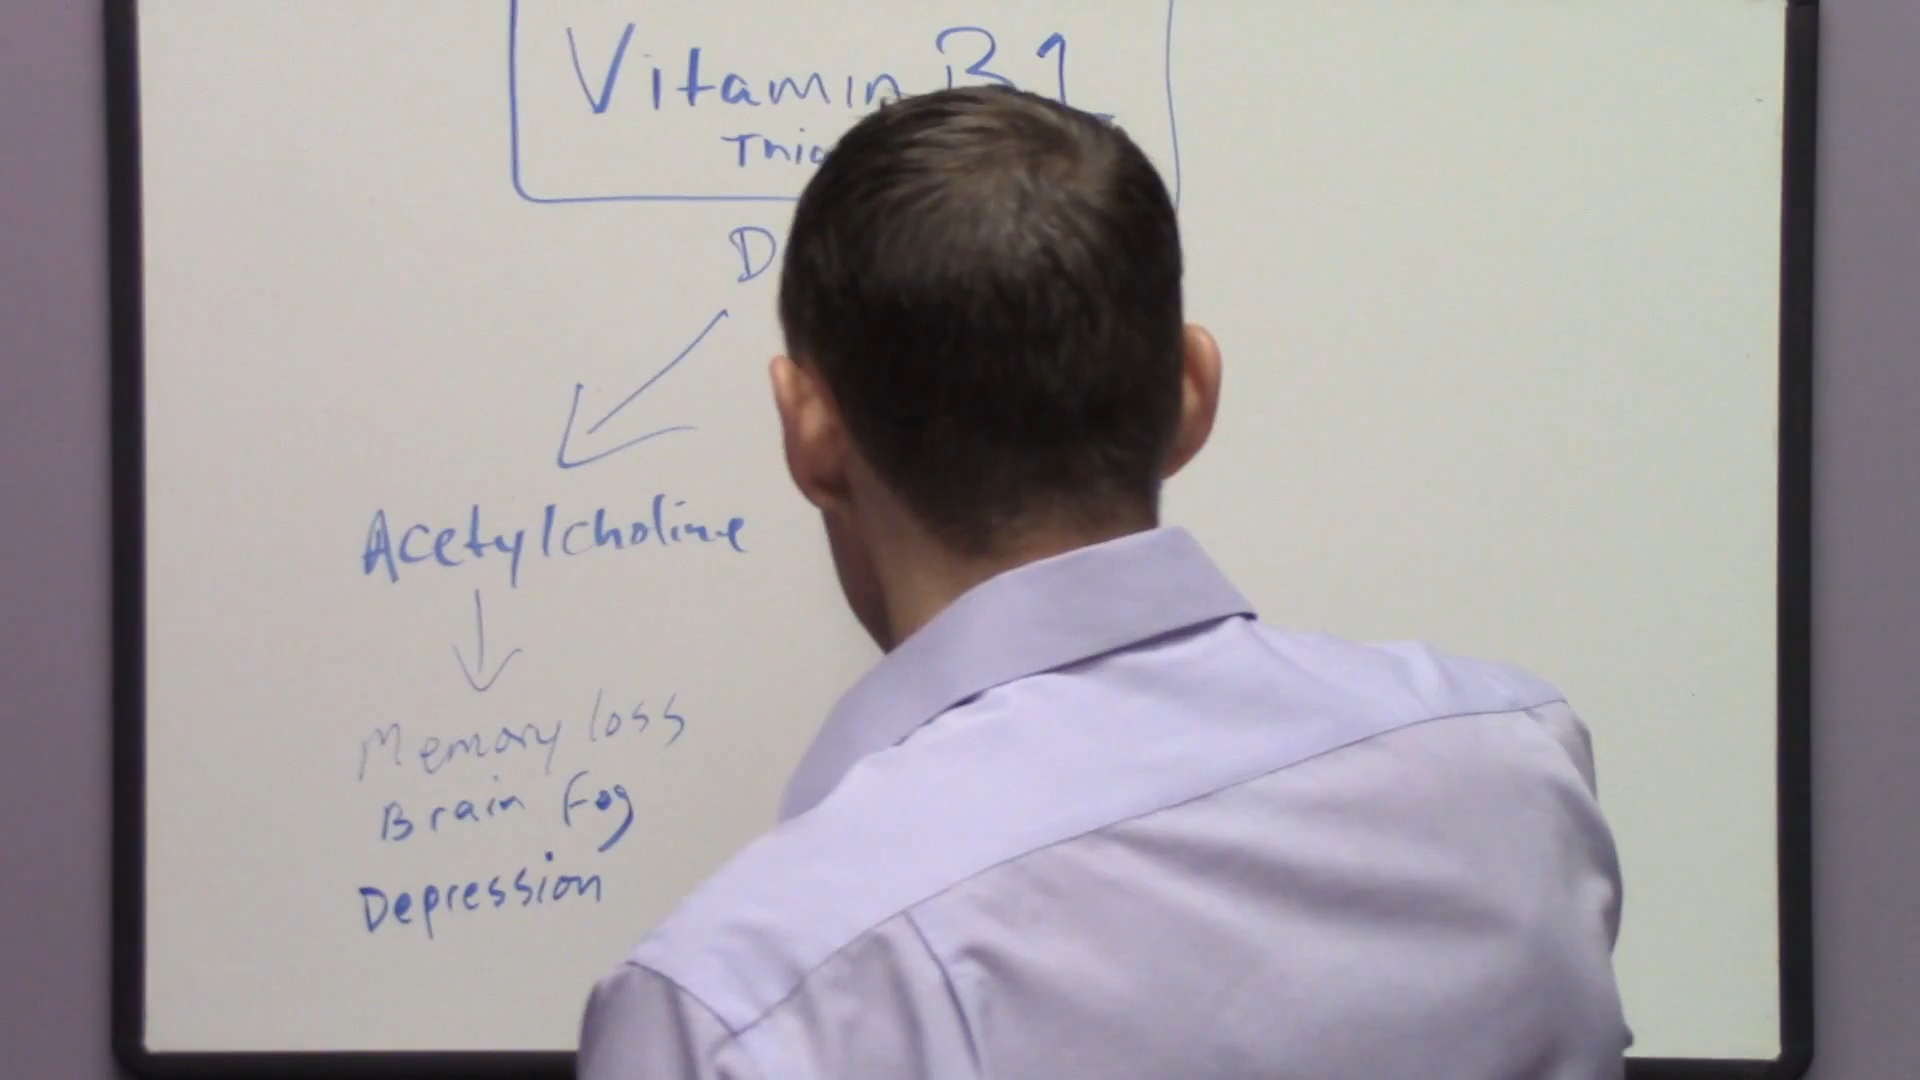 Vitamin B1
Acetylcholine
Memory loss
Brain Fog
Depression